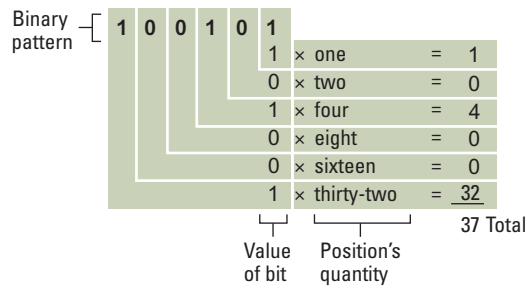 Binary
pattern
1 0 0 1 0 1
1 × one = 1
0 × two = 0
1 × four = 4
0 × eight = 0
0 × sixteen = 0
1 × thirty-two = 32
37 Total
Value
of bit
Position's
quantity